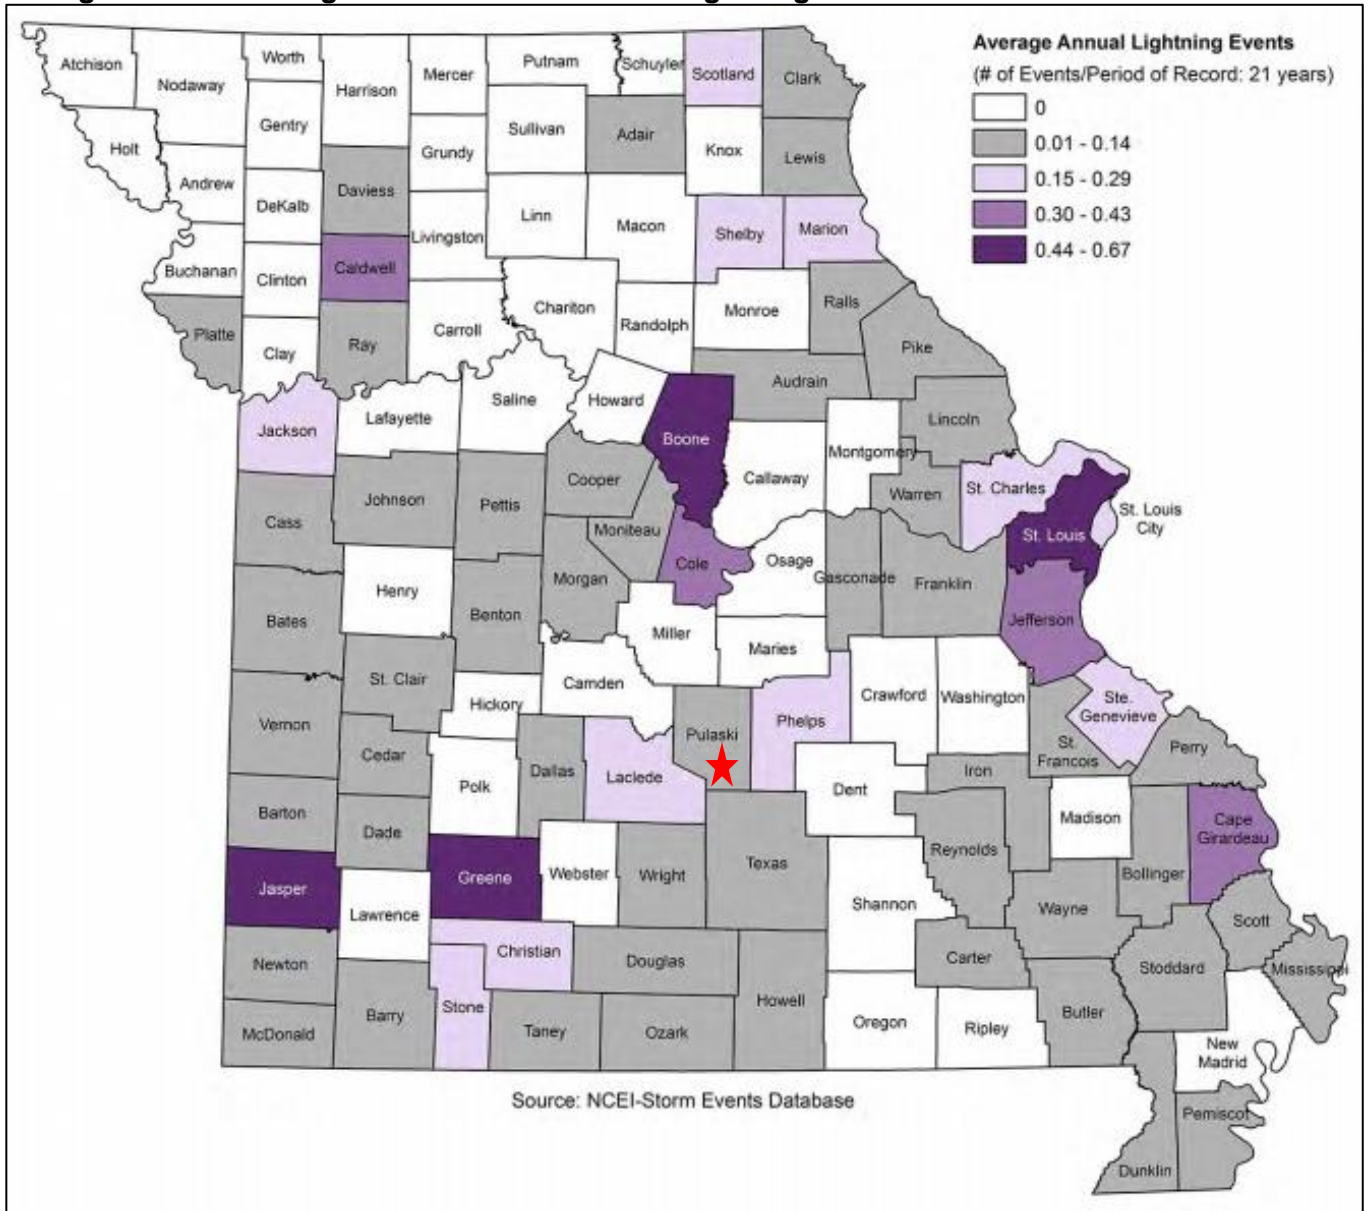 Average Annual Lightning Events
(# of Events/Period of Record: 21 years)
0
0.01 - 0.14
0.15 - 0.29
0.30 - 0.43
0.44 - 0.67
Atchison
Nodaway
Worth
Harrison
Mercer
Putnam
Schuyler
Scotland
Clark
Holt
Gentry
Grundy
Sullivan
Adair
Knox
Lewis
Andrew
DeKalb
Daviess
Livingston
Linn
Macon
Shelby
Marion
Buchanan
Clinton
Caldwell
Chariton
Randolph
Monroe
Ralls
Platte
Clay
Ray
Carroll
Pike
Audrain
Jackson
Lafayette
Saline
Howard
Boone
Callaway
Montgomery
Lincoln
Cass
Johnson
Pettis
Cooper
Moniteau
Cole
Osage
Gasconade
Warren
St. Charles
St. Louis
City
St. Louis
Franklin
Jefferson
Bates
Henry
Benton
Morgan
Miller
Maries
Vernon
St. Clair
Hickory
Camden
Pulaski
Phelps
Crawford
Washington
Ste.
Genevieve
St.
Francois
Perry
Cedar
Polk
Dallas
Laclede
Dent
Iron
Madison
Cape
Girardeau
Barton
Dade
Greene
Webster
Wright
Texas
Reynolds
Bollinger
Jasper
Lawrence
Shannon
Wayne
Scott
Newton
Christian
Douglas
Howell
Carter
Stoddard
Mississippi
McDonald
Barry
Stone
Taney
Ozark
Oregon
Ripley
Butler
New
Madrid
Pemiscot
Dunklin
Source: NCEI-Storm Events Database